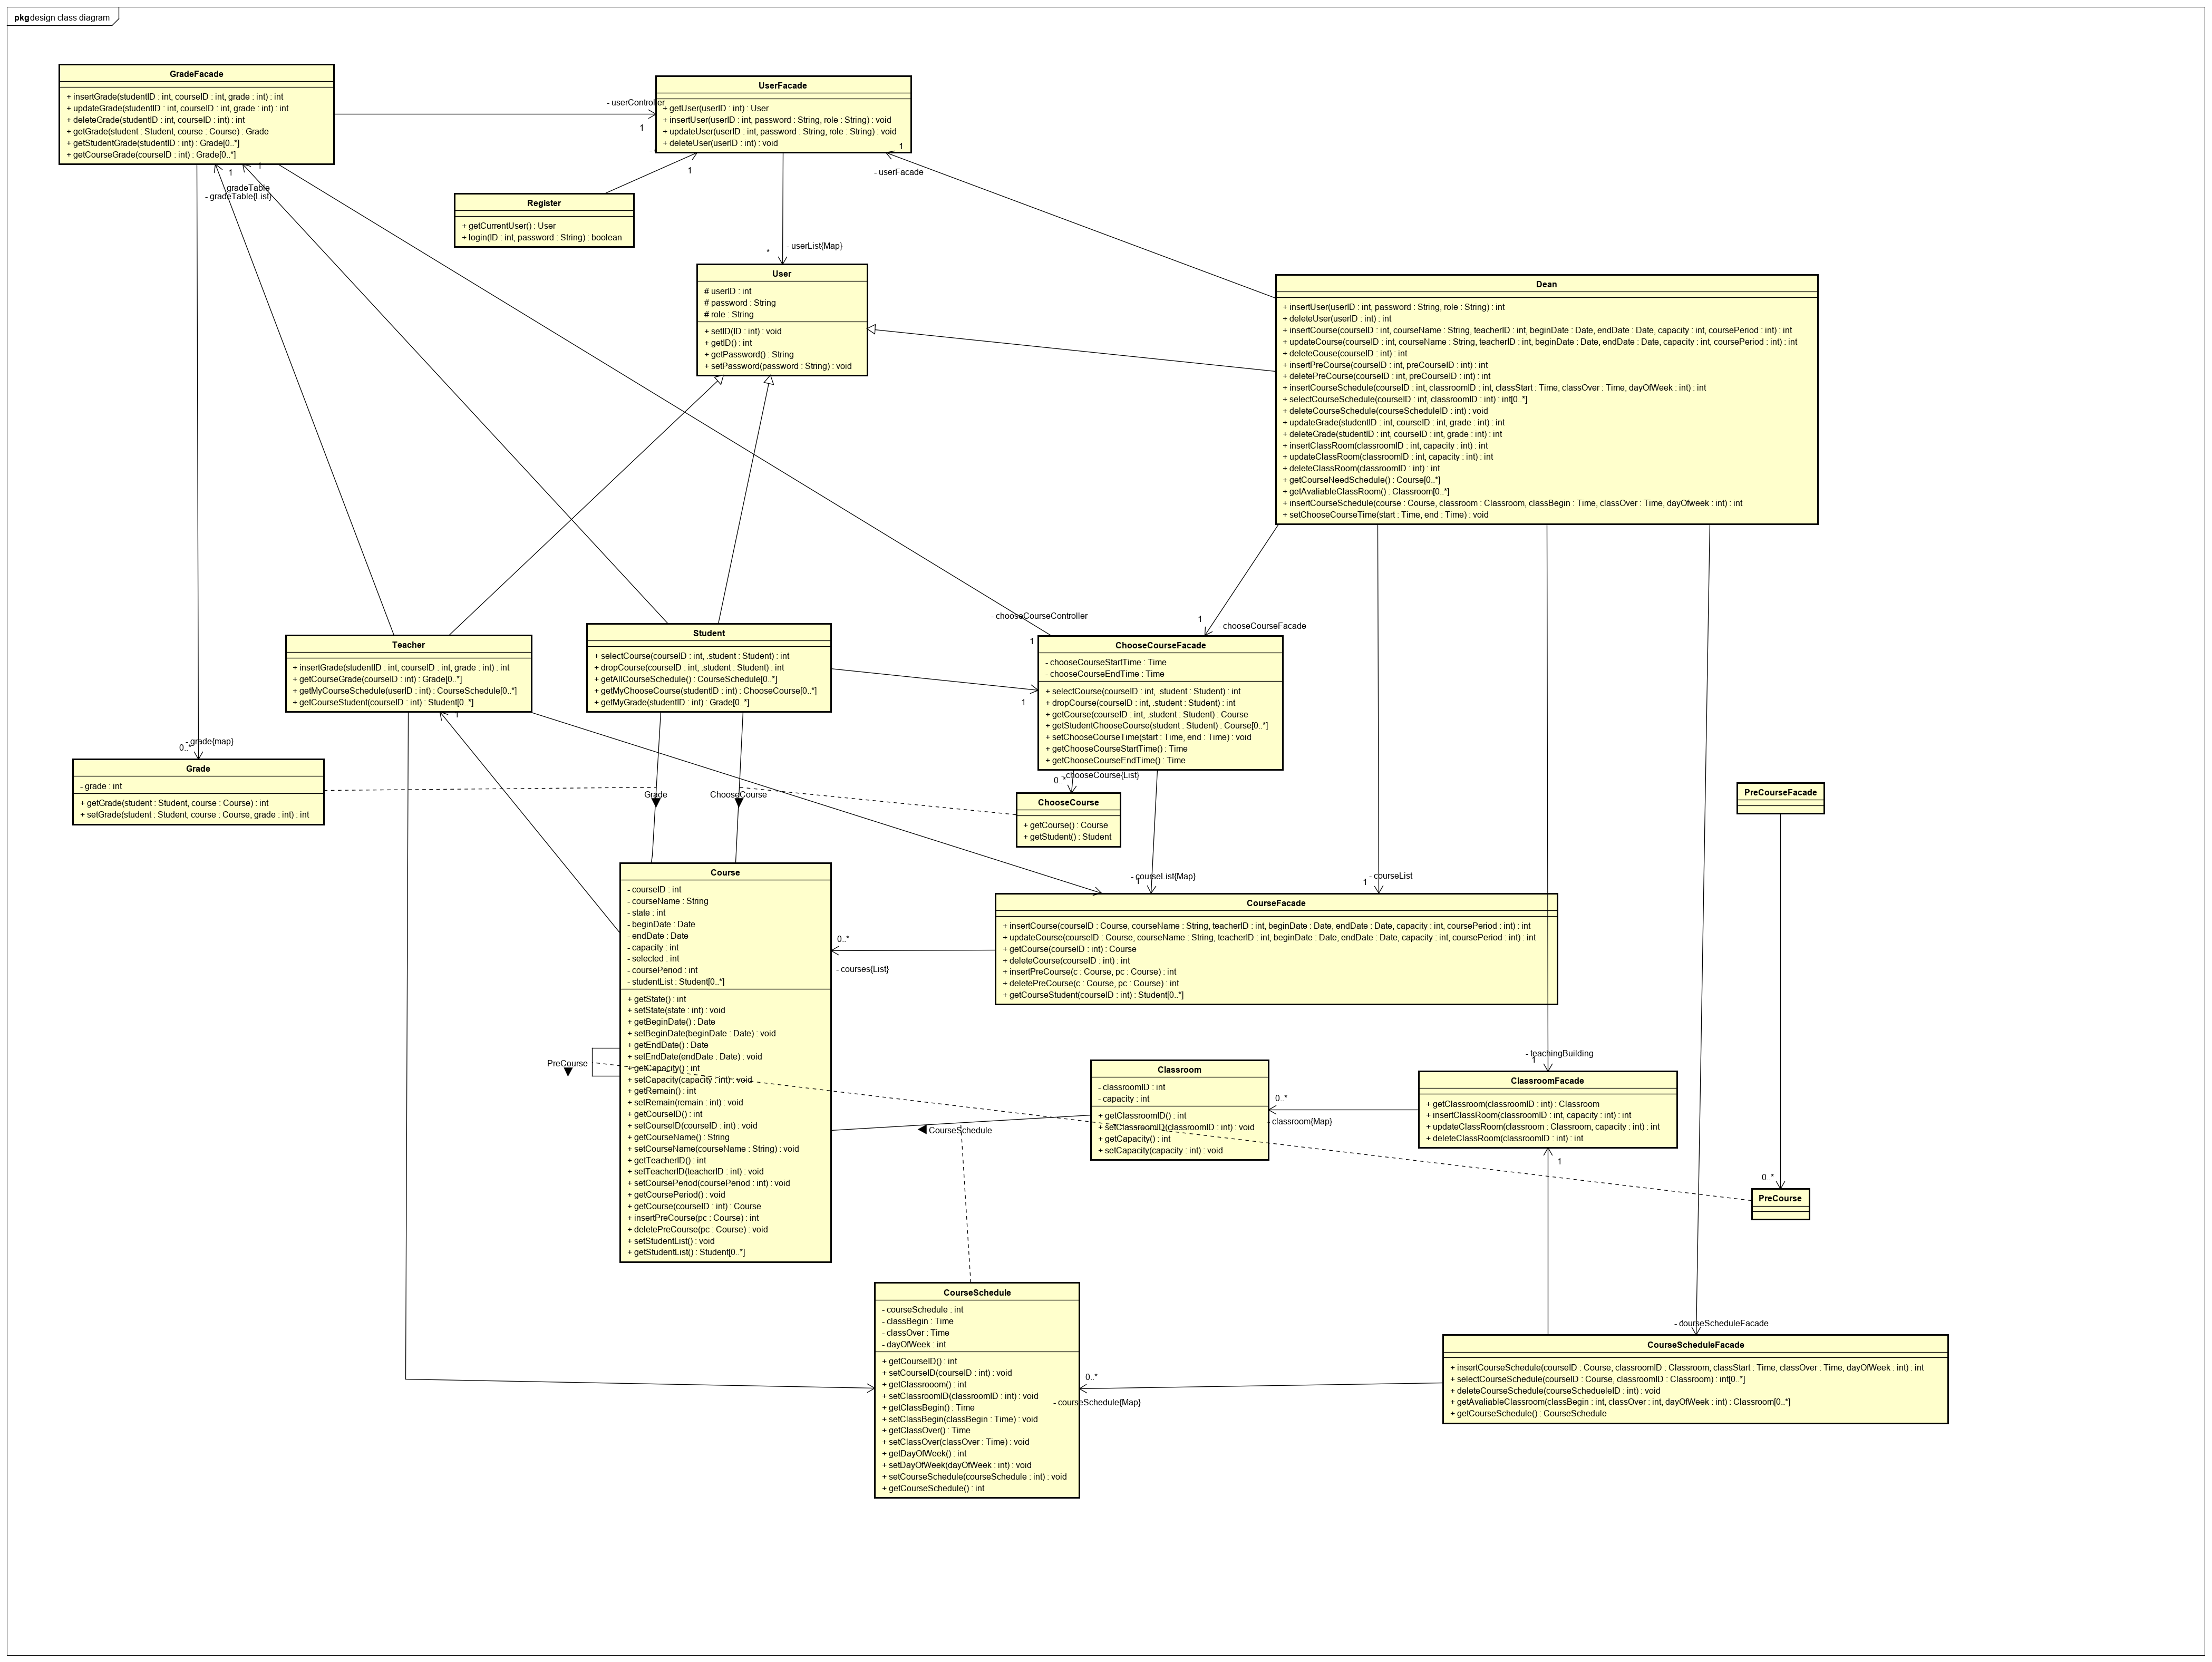 pkg design class diagram
GradeFacade
+ insertGrade(studentID : int, courseID : int, grade : int) : int
+ updateGrade(studentID : int, courseID : int, grade : int) : int
+ deleteGrade(studentID : int, courseID : int) : int
+ getGrade(student : Student, course : Course) : Grade
+ getStudentGrade(studentID : int) : Grade[0..*]
+ getCourseGrade(courseID : int) : Grade[0..*]
- userController
1
UserFacade
+ getUser(userID : int) : User
+ insertUser(userID : int, password : String, role : String) : void
+ updateUser(userID : int, password : String, role : String) : void
+ deleteUser(userID : int) : void
1
1
- userFacade
1
1
- gradeTable
- gradeTable{List}
Register
+ getCurrentUser() : User
+ login(ID : int, password : String) : boolean
*
- userList{Map}
User
# userID : int
# password : String
# role : String
+ setID(ID : int) : void
+ getID() : int
+ getPassword() : String
+ setPassword(password : String) : void
Dean
+ insertUser(userID : int, password : String, role : String) : int
+ deleteUser(userID : int) : int
+ insertCourse(courseID : int, courseName : String, teacherID : int, beginDate : Date, endDate : Date, capacity : int, coursePeriod : int) : int
+ updateCourse(courseID : int, courseName : String, teacherID : int, beginDate : Date, endDate : Date, capacity : int, coursePeriod : int) : int
+ deleteCouse(courseID : int) : int
+ insertPreCourse(courseID : int, preCourseID : int) : int
+ deletePreCourse(courseID : int, preCourseID : int) : int
+ insertCourseSchedule(courseID : int, classroomID : int, classStart : Time, classOver : Time, dayOfWeek : int) : int
+ selectCourseSchedule(courseID : int, classroomID : int) : int[0..*]
+ deleteCourseSchedule(courseScheduleID : int) : void
+ updateGrade(studentID : int, courseID : int, grade : int) : int
+ deleteGrade(studentID : int, courseID : int, grade : int) : int
+ insertClassRoom(classroomID : int, capacity : int) : int
+ updateClassRoom(classroomID : int, capacity : int) : int
+ deleteClassRoom(classroomID : int) : int
+ getCourseNeedSchedule() : Course[0..*]
+ getAvaliableClassRoom() : Classroom[0..*]
+ insertCourseSchedule(course : Course, classroom : Classroom, classBegin : Time, classOver : Time, dayOfweek : int) : int
+ setChooseCourseTime(start : Time, end : Time) : void
- chooseCourseController
1
1
- chooseCourseFacade
Teacher
+ insertGrade(studentID : int, courseID : int, grade : int) : int
+ getCourseGrade(courseID : int) : Grade[0..*]
+ getMyCourseSchedule(userID : int) : CourseSchedule[0..*]
+ getCourseStudent(courseID : int) : Student[0..*]
1
Student
+ selectCourse(courseID : int, .student : Student) : int
+ dropCourse(courseID : int, .student : Student) : int
+ getAllCourseSchedule() : CourseSchedule[0..*]
+ getMyChooseCourse(studentID : int) : ChooseCourse[0..*]
+ getMyGrade(studentID : int) : Grade[0..*]
1
ChooseCourseFacade
- chooseCourseStartTime : Time
- chooseCourseEndTime : Time
+ selectCourse(courseID : int, .student : Student) : int
+ dropCourse(courseID : int, .student : Student) : int
+ getCourse(courseID : int, .student : Student) : Course
+ getStudentChooseCourse(student : Student) : Course[0..*]
+ setChooseCourseTime(start : Time, end : Time) : void
+ getChooseCourseStartTime() : Time
+ getChooseCourseEndTime() : Time
- grade{map}
0..*
Grade
- grade : int
+ getGrade(student : Student, course : Course) : int
+ setGrade(student : Student, course : Course, grade : int) : int
Grade
ChooseCourse
- chooseCourse{List}
0..*
ChooseCourse
+ getCourse() : Course
+ getStudent() : Student
PreCourseFacade
Course
- courseID : int
- courseName : String
- state : int
- beginDate : Date
- endDate : Date
- capacity : int
- selected : int
- coursePeriod : int
- studentList : Student[0..*]
+ getState() : int
+ setState(state : int) : void
+ getBeginDate() : Date
+ setBeginDate(beginDate : Date) : void
+ getEndDate() : Date
+ setEndDate(endDate : Date) : void
+ getCapacity() : int
+ setCapacity(capacity : int) : void
+ getRemain() : int
+ setRemain(remain : int) : void
+ getCourseID() : int
+ setCourseID(courseID : int) : void
+ getCourseName() : String
+ setCourseName(courseName : String) : void
+ getTeacherID() : int
+ setTeacherID(teacherID : int) : void
+ setCoursePeriod(coursePeriod : int) : void
+ getCoursePeriod() : void
+ getCourse(courseID : int) : Course
+ insertPreCourse(pc : Course) : int
+ deletePreCourse(pc : Course) : void
+ setStudentList() : void
+ getStudentList() : Student[0..*]
PreCourse
- courseList{Map}
1
- courseList
1
CourseFacade
+ insertCourse(courseID : Course, courseName : String, teacherID : int, beginDate : Date, endDate : Date, capacity : int, coursePeriod : int) : int
+ updateCourse(courseID : Course, courseName : String, teacherID : int, beginDate : Date, endDate : Date, capacity : int, coursePeriod : int) : int
+ getCourse(courseID : int) : Course
+ deleteCourse(courseID : int) : int
+ insertPreCourse(c : Course, pc : Course) : int
+ deletePreCourse(c : Course, pc : Course) : int
+ getCourseStudent(courseID : int) : Student[0..*]
0..*
- courses{List}
Classroom
- classroomID : int
- capacity : int
+ getClassroomID() : int
+ setClassroomID(classroomID : int) : void
+ getCapacity() : int
+ setCapacity(capacity : int) : void
0..*
classroom{Map}
- teachingBuilding
1
ClassroomFacade
+ getClassroom(classroomID : int) : Classroom
+ insertClassRoom(classroomID : int, capacity : int) : int
+ updateClassRoom(classroom : Classroom, capacity : int) : int
+ deleteClassRoom(classroomID : int) : int
1
CourseSchedule
0..*
PreCourse
CourseSchedule
- courseSchedule : int
- classBegin : Time
- classOver : Time
- dayOfWeek : int
+ getCourseID() : int
+ setCourseID(courseID : int) : void
+ getClassrooom() : int
+ setClassroomID(classroomID : int) : void
+ getClassBegin() : Time
+ setClassBegin(classBegin : Time) : void
+ getClassOver() : Time
+ setClassOver(classOver : Time) : void
+ getDayOfWeek() : int
+ setDayOfWeek(dayOfWeek : int) : void
+ setCourseSchedule(courseSchedule : int) : void
+ getCourseSchedule() : int
0..*
- courseSchedule{Map}
- courseScheduleFacade
1
CourseScheduleFacade
+ insertCourseSchedule(courseID : Course, classroomID : Classroom, classStart : Time, classOver : Time, dayOfWeek : int) : int
+ selectCourseSchedule(courseID : Course, classroomID : Classroom) : int[0..*]
+ deleteCourseSchedule(courseSchedueleID : int) : void
+ getAvaliableClassroom(classBegin : int, classOver : int, dayOfWeek : int) : Classroom[0..*]
+ getCourseSchedule() : CourseSchedule